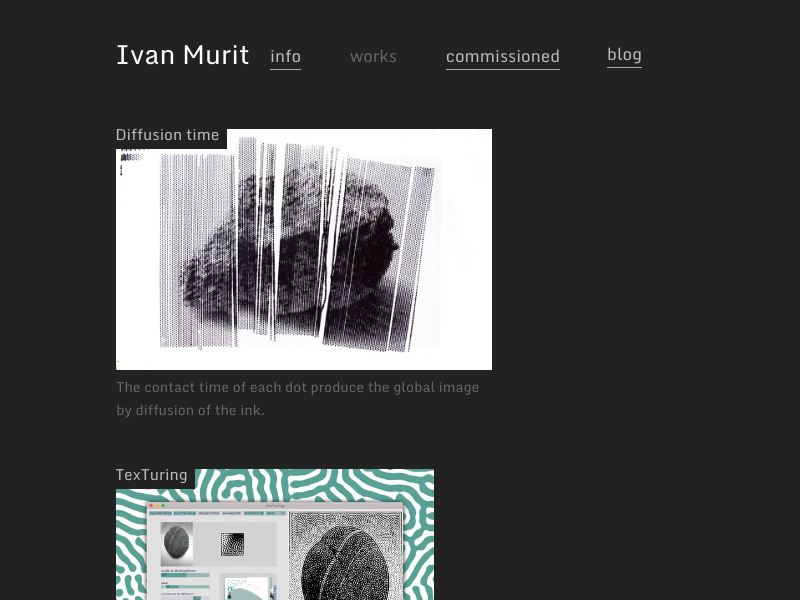 Ivan Murit info works commissioned blog
Diffusion time
The contact time of each dot produce the global image
by diffusion of the ink.
TexTuring
TexTuring